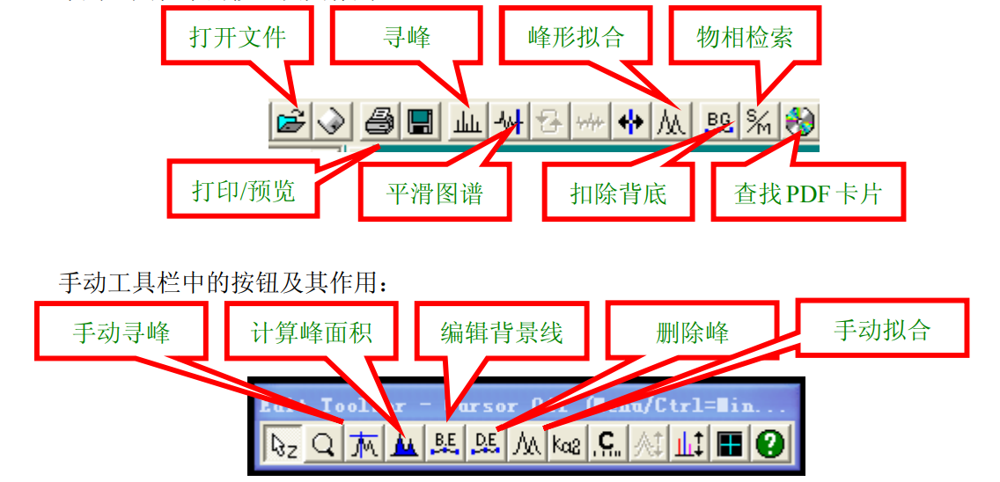 打开文件
寻峰
峰形拟合
物相检索
BG
S/M
打印/预览
平滑图谱
扣除背底
查找PDF卡片
手动工具栏中的按钮及其作用：
手动寻峰
计算峰面积
编辑背景线
删除峰
手动拟合
Edit
Z
B.E
D.E
Kα2
C
?